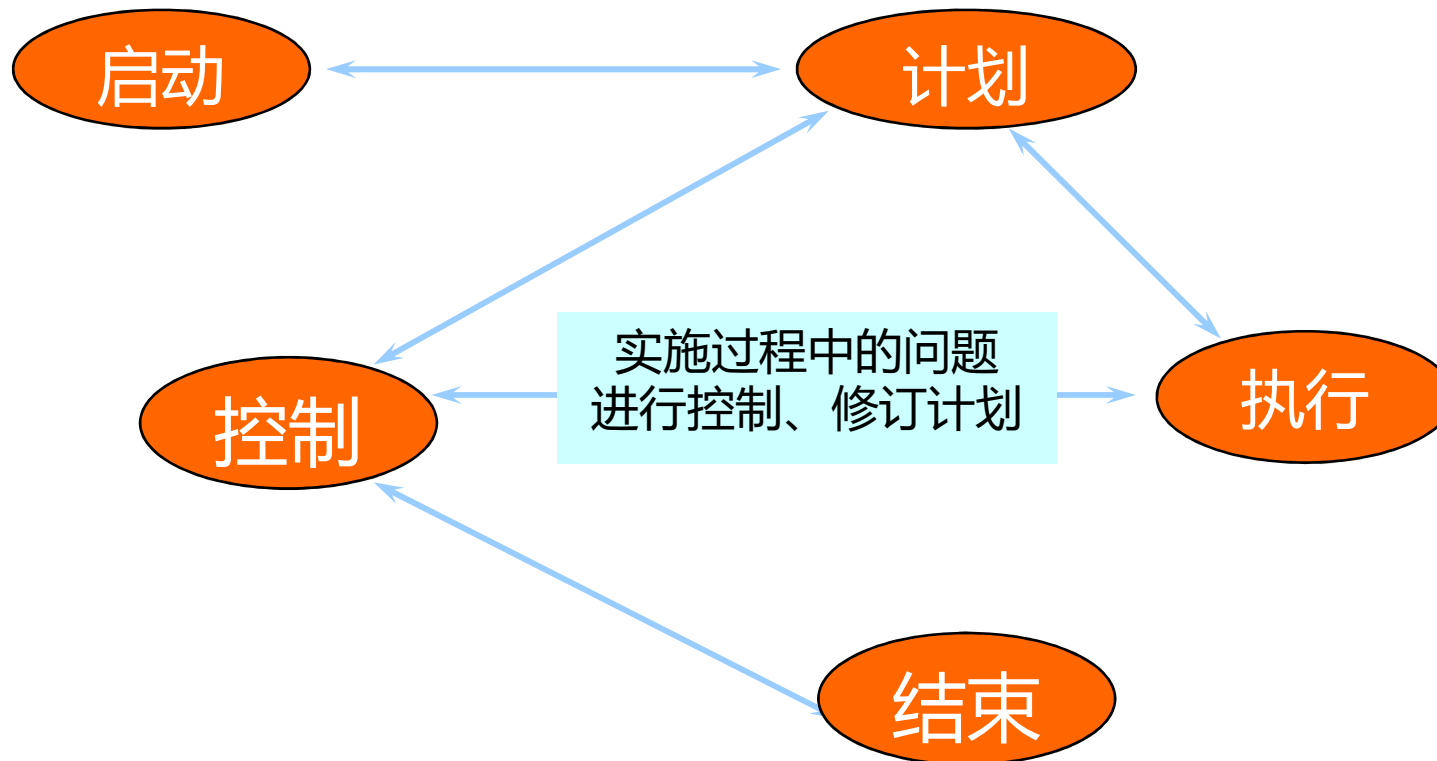 启动
计划
实施过程中的问题
进行控制、修订计划
执行
控制
结束